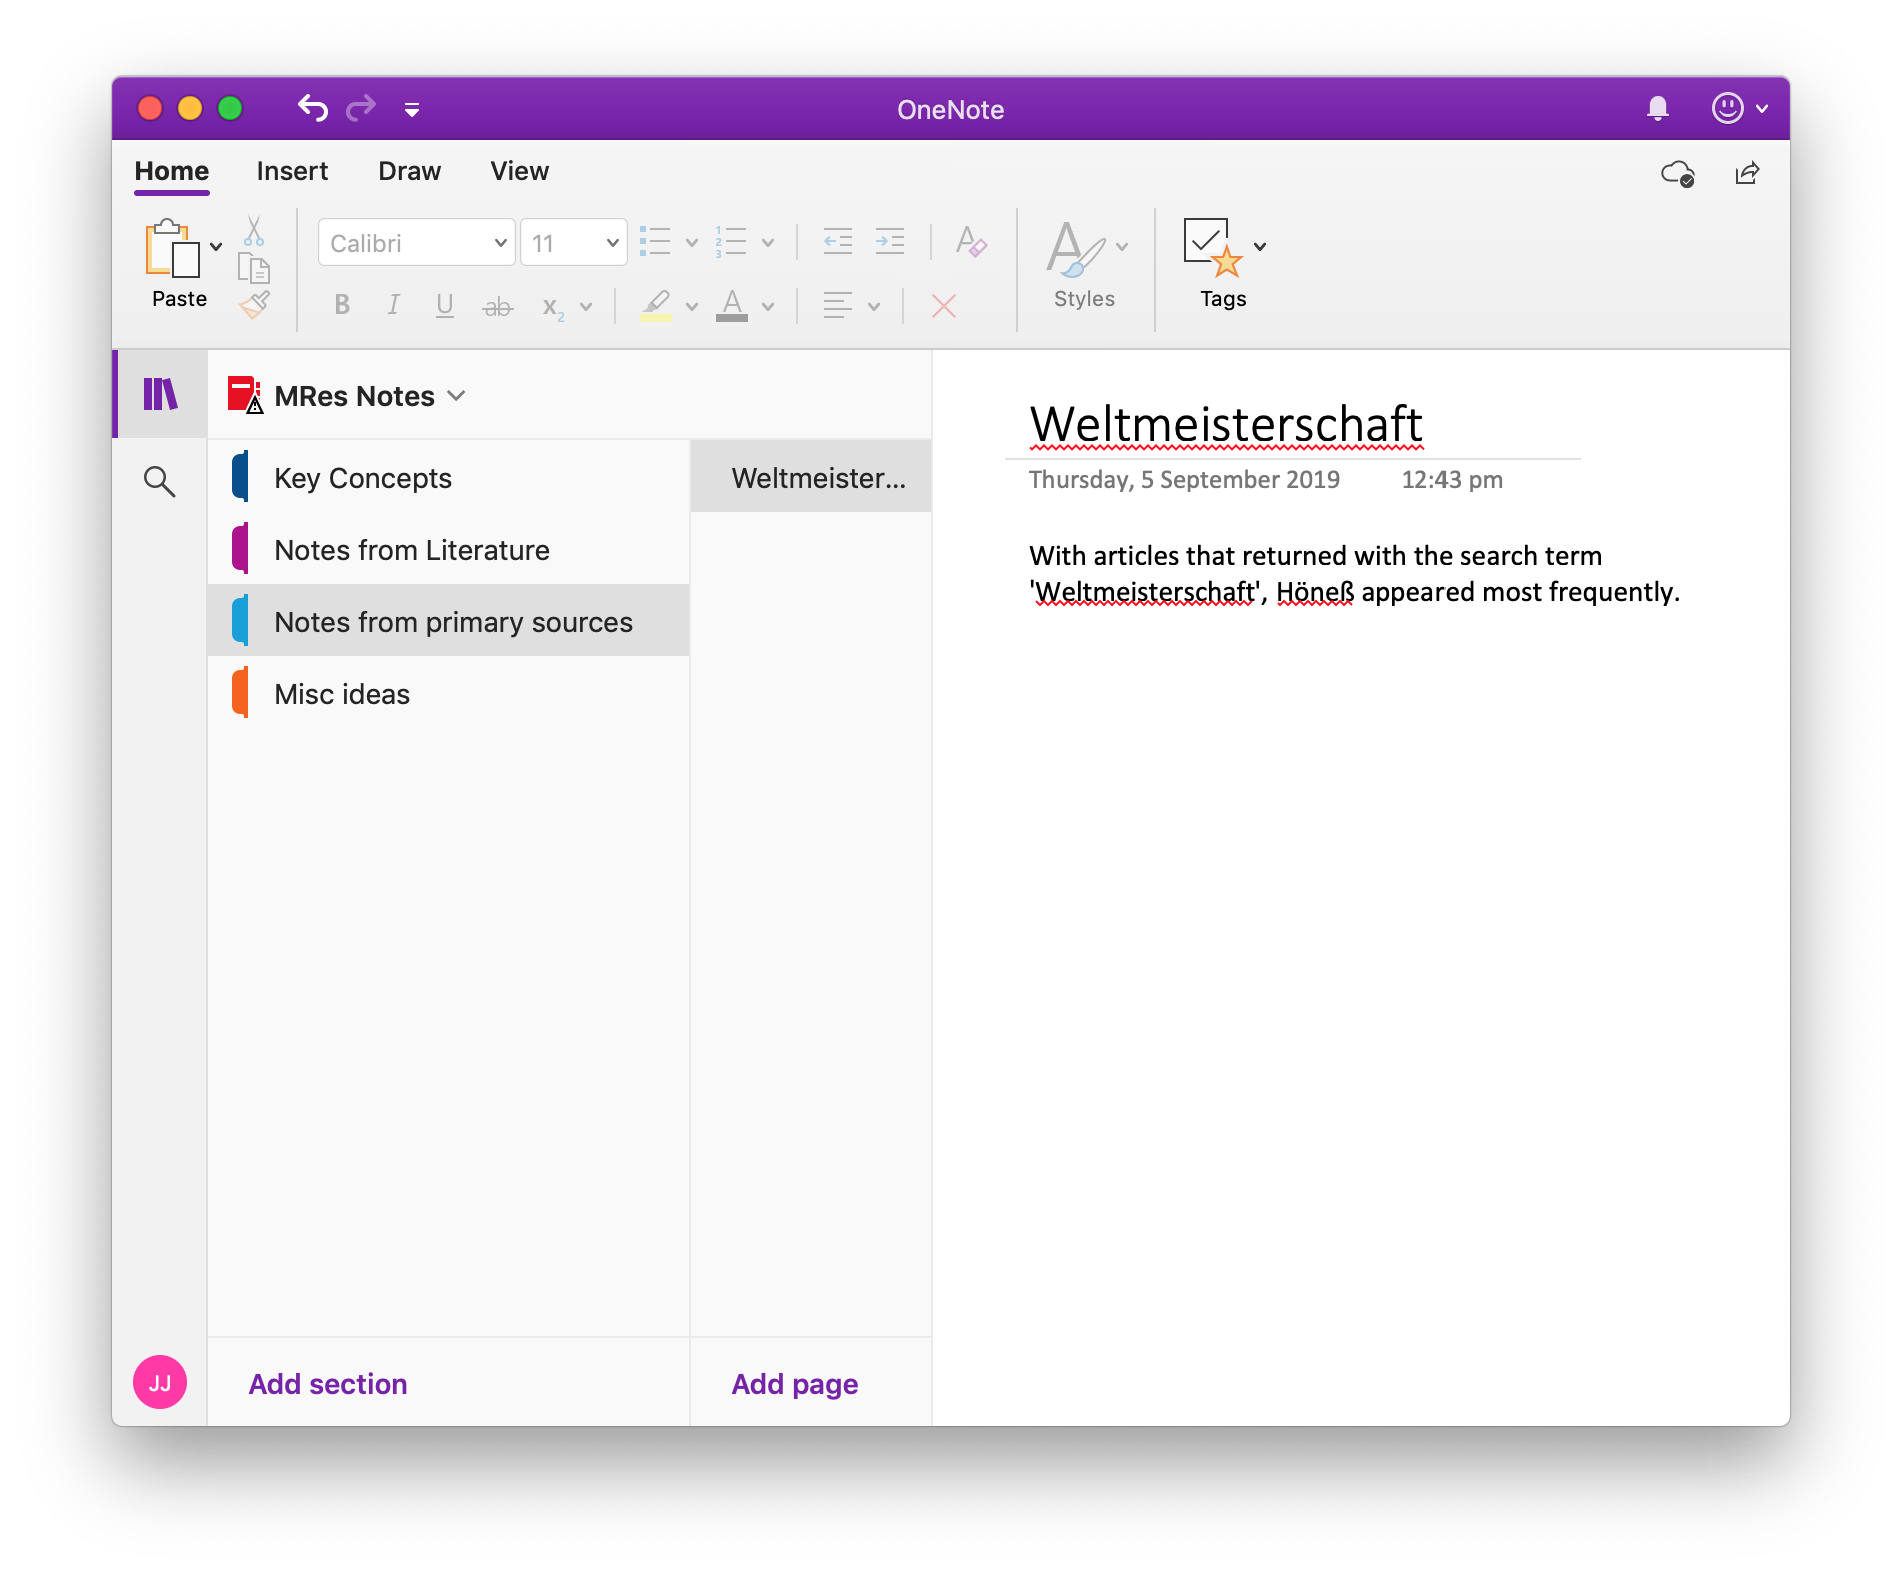 OneNote
Home Insert Draw View
Calibri 11
B I U ab x2 A
Paste Styles Tags
MRes Notes
Key Concepts
Notes from Literature
Notes from primary sources
Misc ideas
Add section
Weltmeister...
Add page
JJ
Weltmeisterschaft
Thursday, 5 September 2019 12:43 pm
With articles that returned with the search term
'Weltmeisterschaft', Höneß appeared most frequently.